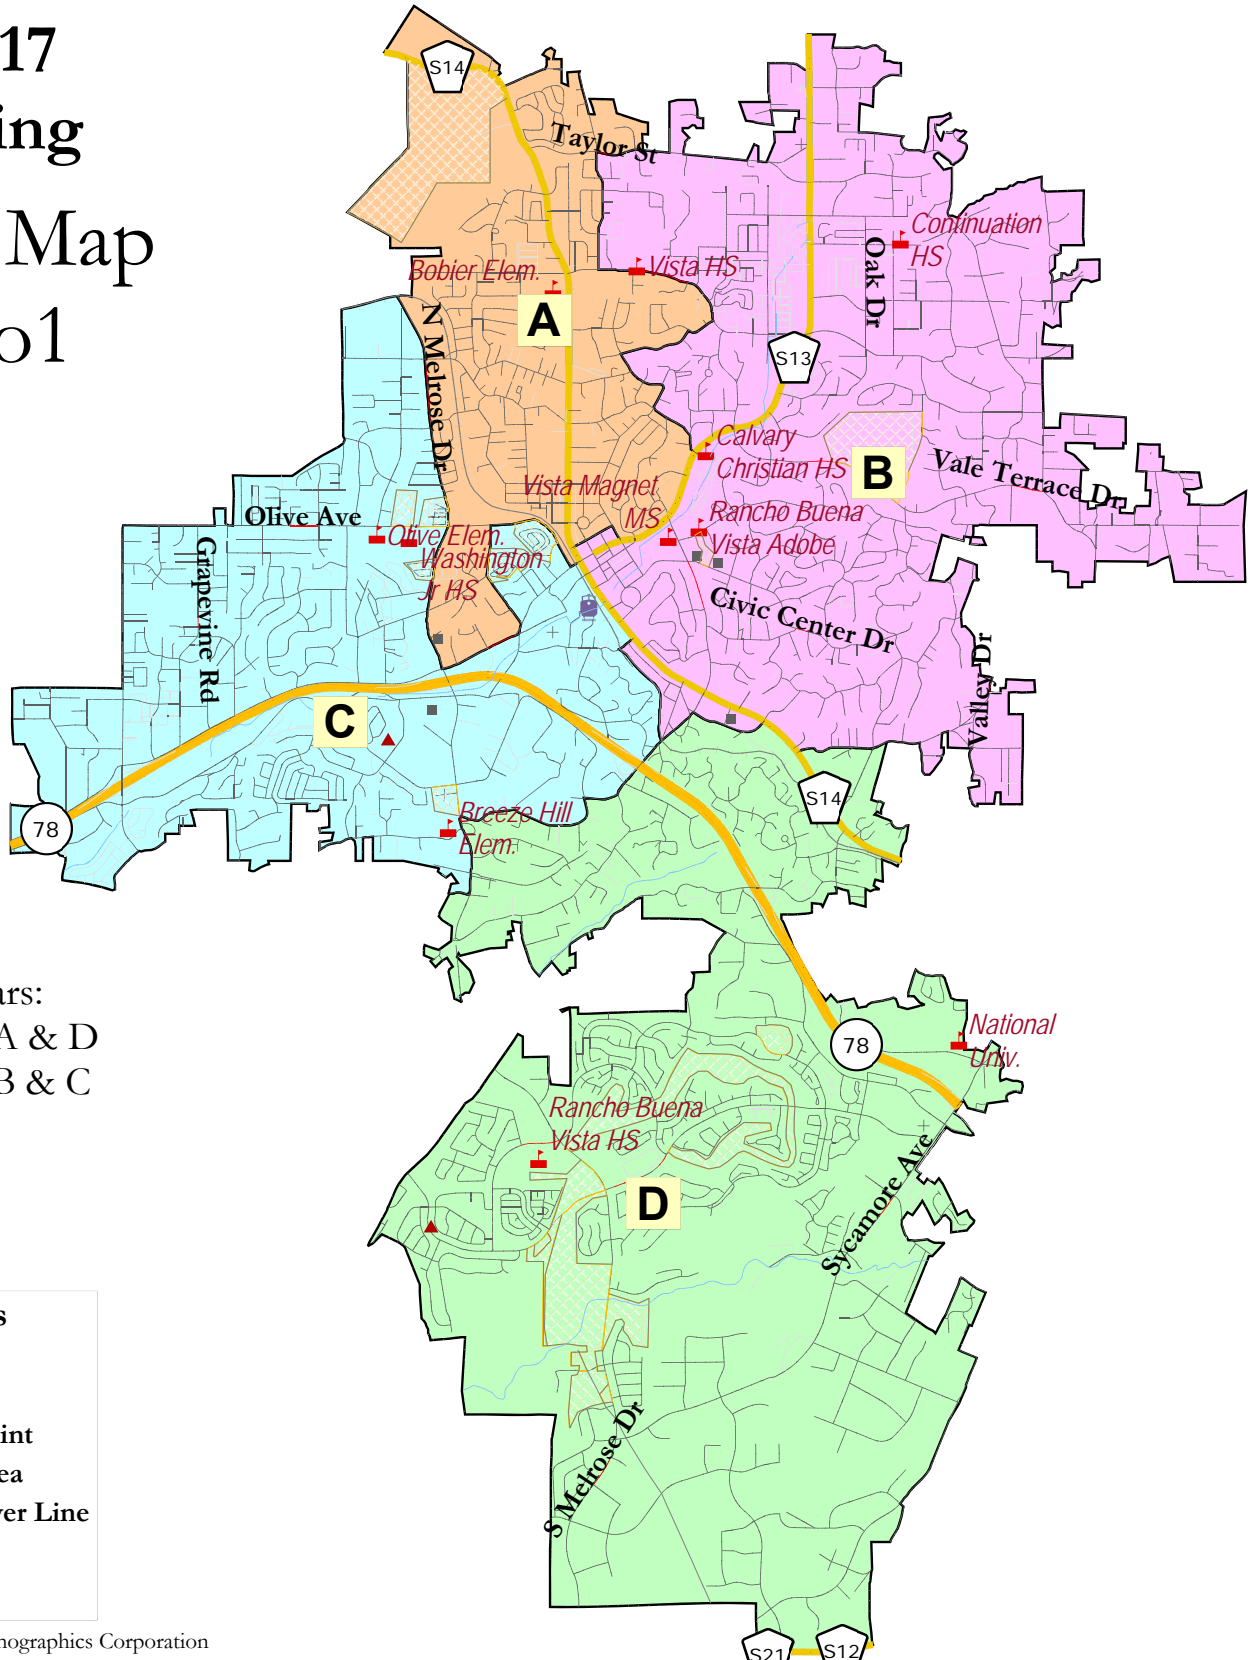 17
ing
Map
o1
S14
Taylor St
Continuation
HS
Oak Dr
Vista HS
Bobier Elem.
A
N Melrose Dr
S13
Calvary
Christian HS
B
Vale Terrace Dr
Vista Magnet
MS
Rancho Buena
Vista Adobe
Olive Ave
Olive Elem.
Washington
Jr HS
Grapevine Rd
Civic Center Dr
Valley Dr
C
S14
78
Breeze Hill
Elem.
ars:
A & D
B & C
National
Univ.
78
Rancho Buena
Vista HS
D
Sycamore Ave
S Melrose Dr
s
int
ea
ver Line
nographics Corporation
S21
S12